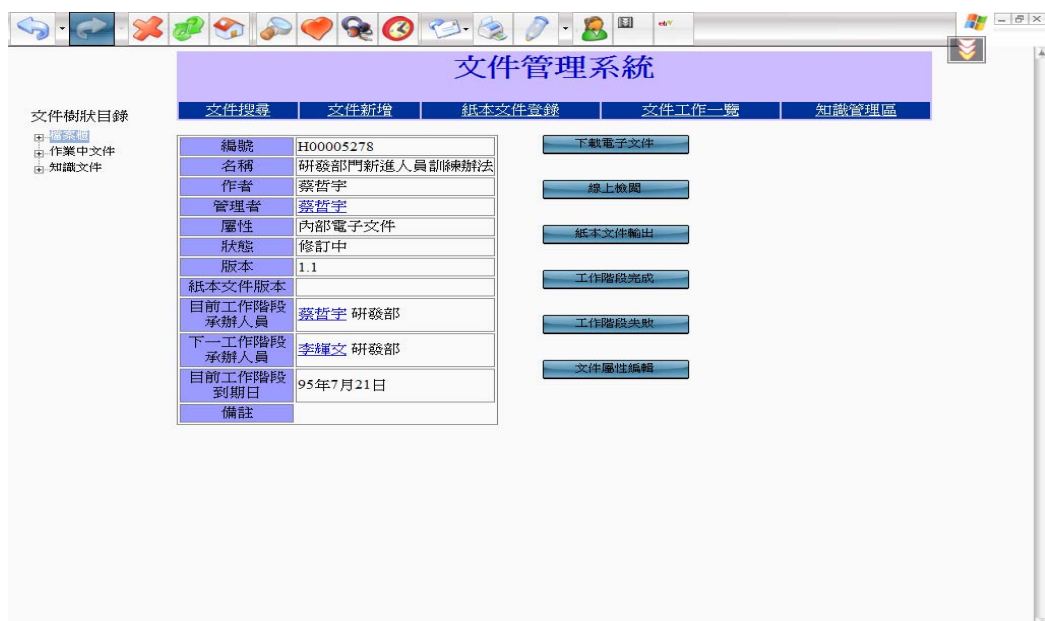 文件管理系統
文件搜尋 文件新增 紙本文件登錄 文件工作一覽 知識管理區
文件樹狀目錄
檔案櫃
作業中文件
知識文件
編號 H00005278
名稱 研發部門新進人員訓練辦法
作者 蔡哲宇
管理者 蔡哲宇
屬性 內部電子文件
狀態 修訂中
版本 1.1
紙本文件版本
目前工作階段
承辦人員
蔡哲宇 研發部
下一工作階段
承辦人員
李輝文 研發部
目前工作階段
到期日
95年7月21日
備註
下載電子文件
線上檢閱
紙本文件輸出
工作階段完成
工作階段失敗
文件屬性編輯